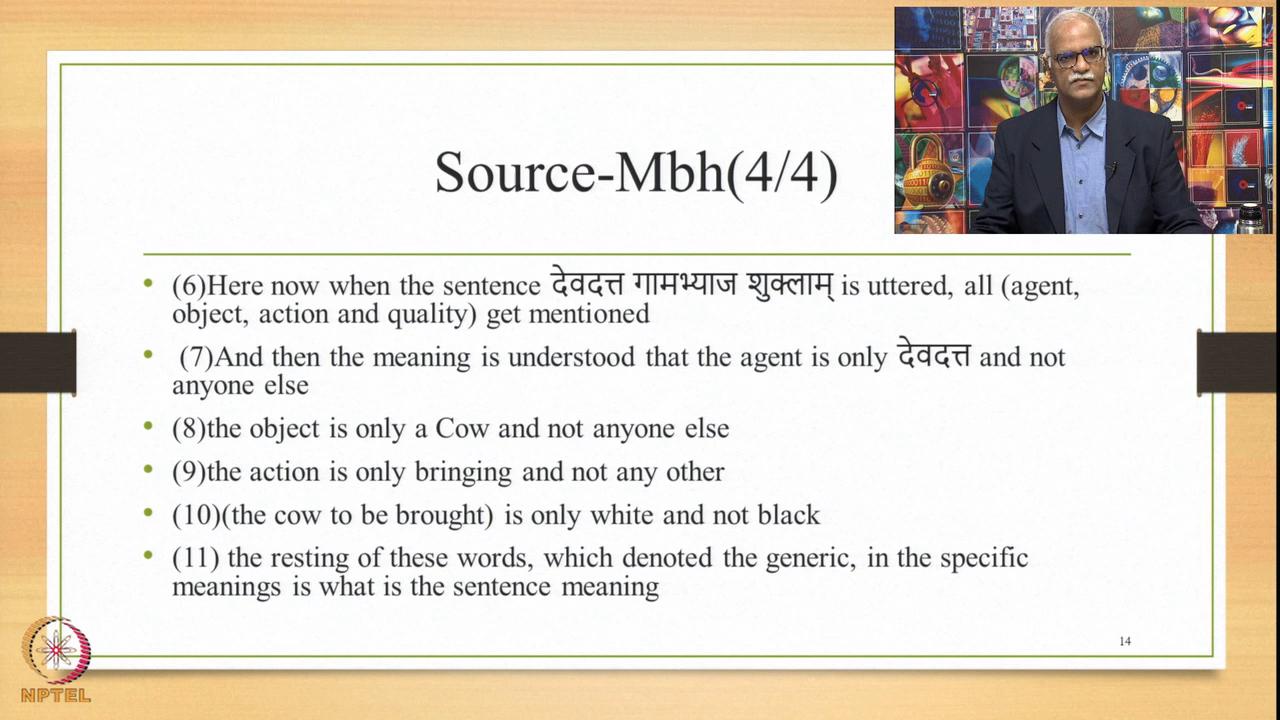 Source-Mbh(4/4)
• (6)Here now when the sentence देवदत्त गामभ्याज शुक्लाम् is uttered, all (agent,
object, action and quality) get mentioned
• (7)And then the meaning is understood that the agent is only देवदत्त and not
anyone else
• (8)the object is only a Cow and not anyone else
• (9)the action is only bringing and not any other
• (10)(the cow to be brought) is only white and not black
• (11) the resting of these words, which denoted the generic, in the specific
meanings is what is the sentence meaning
14
NPTEL